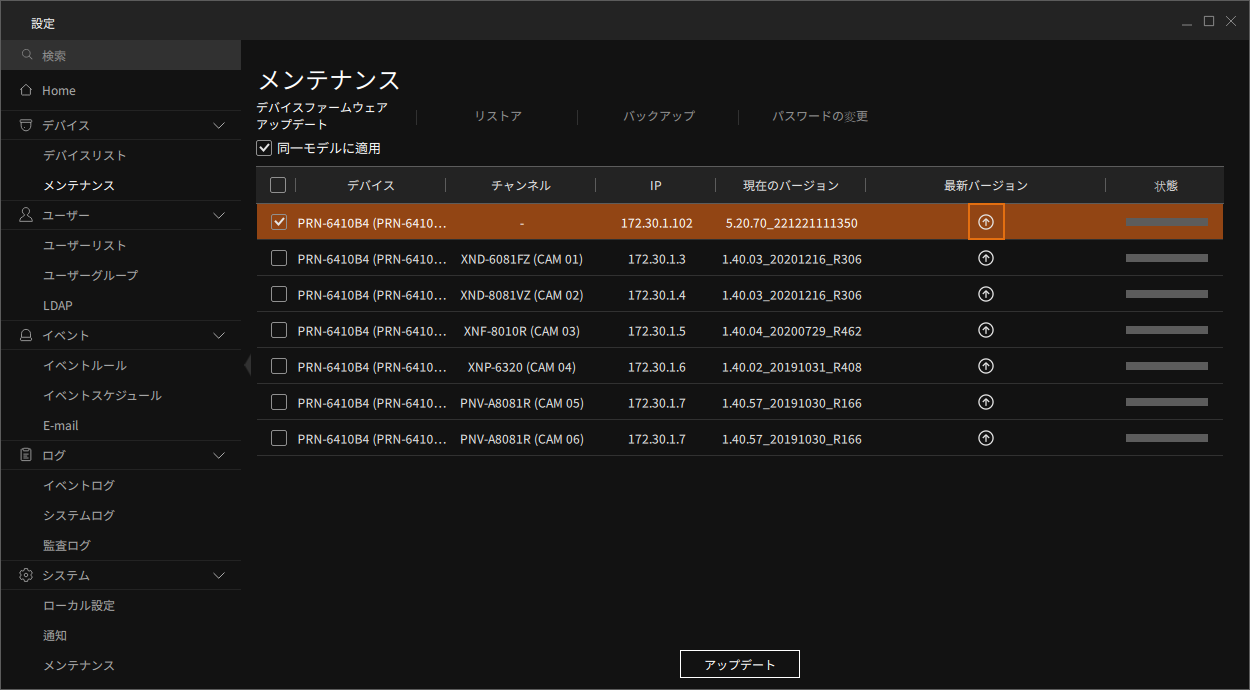 設定
検索
Home
デバイス
デバイスリスト
メンテナンス
ユーザー
ユーザーリスト
ユーザーグループ
LDAP
イベント
イベントルール
イベントスケジュール
E-mail
ログ
イベントログ
システムログ
監査ログ
システム
ローカル設定
通知
メンテナンス
メンテナンス
デバイスファームウェア
アップデート
リストア
バックアップ
パスワードの変更
同一モデルに適用
デバイス チャンネル IP 現在のバージョン 最新バージョン 状態
PRN-6410B4 (PRN-6410... - 172.30.1.102 5.20.70_221221111350
PRN-6410B4 (PRN-6410... XND-6081FZ (CAM 01) 172.30.1.3 1.40.03_20201216_R306
PRN-6410B4 (PRN-6410... XND-8081VZ (CAM 02) 172.30.1.4 1.40.03_20201216_R306
PRN-6410B4 (PRN-6410... XNF-8010R (CAM 03) 172.30.1.5 1.40.04_20200729_R462
PRN-6410B4 (PRN-6410... XNP-6320 (CAM 04) 172.30.1.6 1.40.02_20191031_R408
PRN-6410B4 (PRN-6410... PNV-A8081R (CAM 05) 172.30.1.7 1.40.57_20191030_R166
PRN-6410B4 (PRN-6410... PNV-A8081R (CAM 06) 172.30.1.7 1.40.57_20191030_R166
アップデート